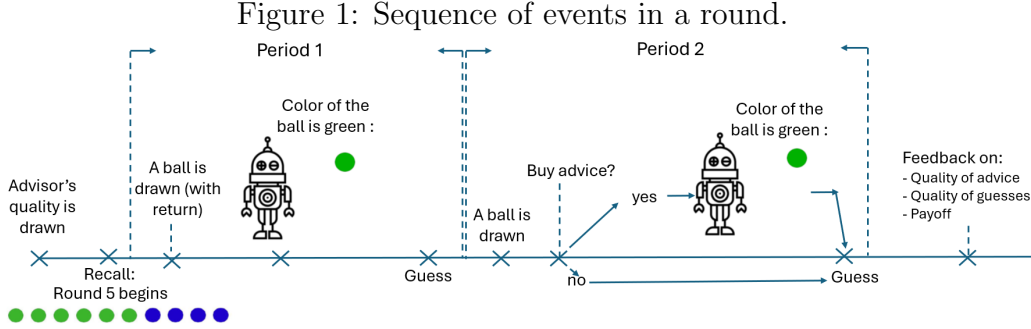 Figure 1: Sequence of events in a round.
Period 1
Period 2
Color of the
ball is green :
Color of the
ball is green :
Advisor's
quality is
drawn
A ball is
drawn (with
return)
Buy advice?
yes
A ball is
drawn
no
Feedback on:
- Quality of advice
- Quality of guesses
- Payoff
Guess
Guess
Recall:
Round 5 begins